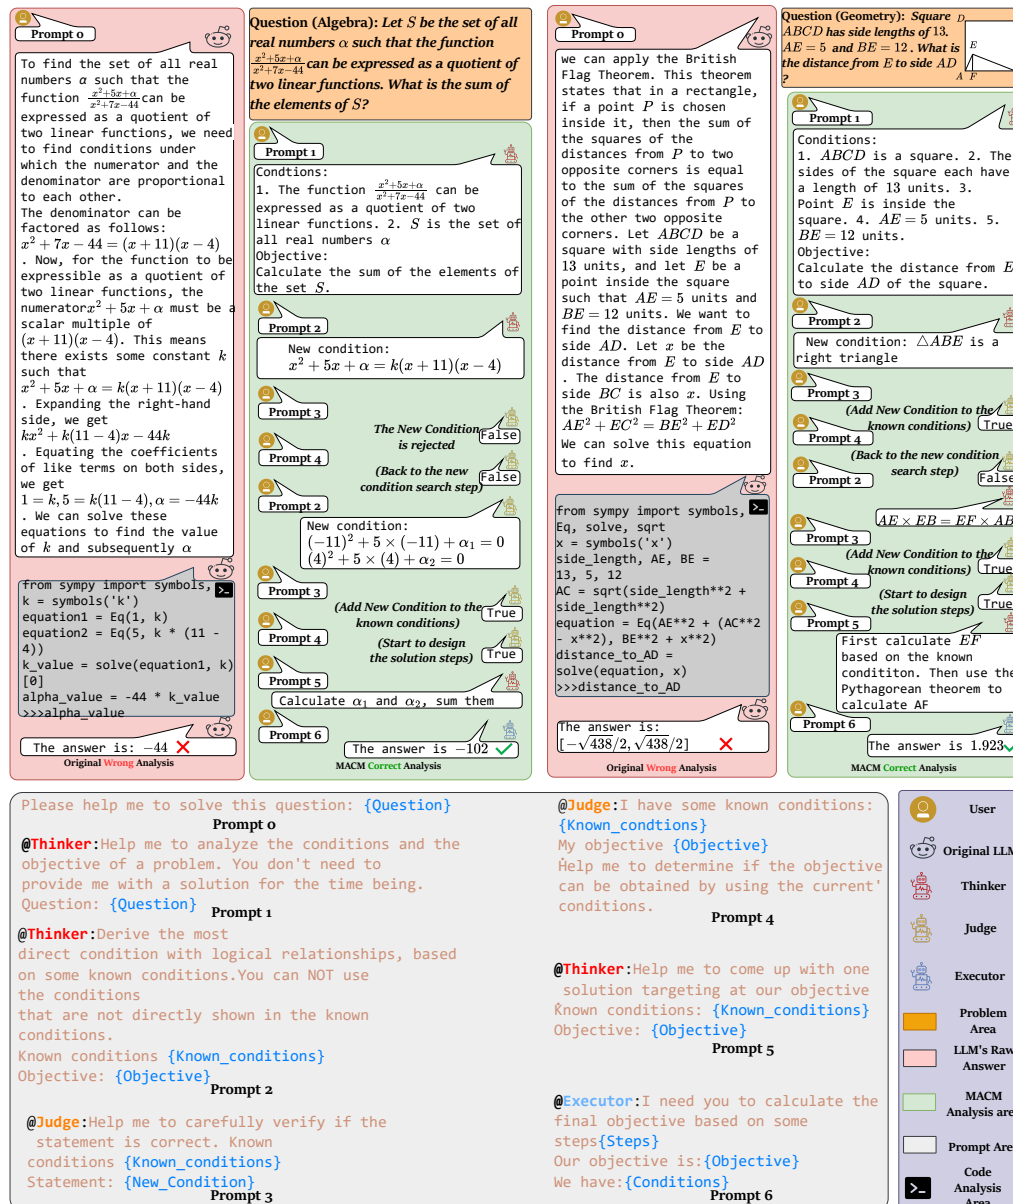 Prompt 0
To find the set of all real
numbers α such that the
function \frac{x^2+5x+α}{x^2+7x-44} can be
expressed as a quotient of
two linear functions, we need
to find conditions under
which the numerator and the
denominator are proportional
to each other.
The denominator can be
factored as follows:
x^2 + 7x − 44 = (x + 11)(x − 4)
. Now, for the function to be
expressible as a quotient of
two linear functions, the
numerator x^2 + 5x + α must be a
scalar multiple of
(x + 11)(x − 4). This means
there exists some constant k
such that
x^2 + 5x + α = k(x + 11)(x − 4)
. Expanding the right-hand
side, we get
kx^2 + k(11 − 4)x − 44k
. Equating the coefficients
of like terms on both sides,
we get
1 = k, 5 = k(11 − 4), α = −44k
. We can solve these
equations to find the value
of k and subsequently α
from sympy import symbols,
k = symbols('k')
equation1 = Eq(1, k)
equation2 = Eq(5, k * (11 -
4))
k_value = solve(equation1, k)
[0]
alpha_value = -44 * k_value
>>>alpha_value
The answer is: −44
Original Wrong Analysis
Question (Algebra): Let S be the set of all
real numbers α such that the function
\frac{x^2+5x+α}{x^2+7x-44} can be expressed as a quotient of
two linear functions. What is the sum of
the elements of S?
Prompt 1
Condtions:
1. The function \frac{x^2+5x+α}{x^2+7x-44} can be
expressed as a quotient of two
linear functions. 2. S is the set of
all real numbers α
Objective:
Calculate the sum of the elements of
the set S.
Prompt 2
New condition:
x^2 + 5x + α = k(x + 11)(x − 4)
Prompt 3
The New Condition
is rejected
False
Prompt 4
(Back to the new
condition search step)
False
Prompt 2
New condition:
(−11)^2 + 5 × (−11) + α_1 = 0
(4)^2 + 5 × (4) + α_2 = 0
Prompt 3
(Add New Condition to the
known conditions)
True
Prompt 4
(Start to design
the solution steps)
True
Prompt 5
Calculate α_1 and α_2, sum them
Prompt 6
The answer is −102
MACM Correct Analysis
Prompt 0
we can apply the British
Flag Theorem. This theorem
states that in a rectangle,
if a point P is chosen
inside it, then the sum of
the squares of the
distances from P to two
opposite corners is equal
to the sum of the squares
of the distances from P to
the other two opposite
corners. Let ABCD be a
square with side lengths of
13 units, and let E be a
point inside the square
such that AE = 5 units and
BE = 12 units. We want to
find the distance from E to
side AD. Let x be the
distance from E to side AD
. The distance from E to
side BC is also x. Using
the British Flag Theorem:
AE^2 + EC^2 = BE^2 + ED^2
We can solve this equation
to find x.
from sympy import symbols,
Eq, solve, sqrt
x = symbols('x')
side_length, AE, BE =
13, 5, 12
AC = sqrt(side_length**2 +
side_length**2)
equation = Eq(AE**2 + (AC**2
- x**2), BE**2 + x**2)
distance_to_AD =
solve(equation, x)
>>>distance_to_AD
The answer is:
[−√438/2, √438/2]
Original Wrong Analysis
Question (Geometry): Square
ABCD has side lengths of 13.
AE = 5 and BE = 12. What is
the distance from E to side AD
?
D
E
A F
Prompt 1
Conditions:
1. ABCD is a square. 2. The
sides of the square each have
a length of 13 units. 3.
Point E is inside the
square. 4. AE = 5 units. 5.
BE = 12 units.
Objective:
Calculate the distance from E
to side AD of the square.
Prompt 2
New condition: △ABE is a
right triangle
Prompt 3
(Add New Condition to the
known conditions)
True
Prompt 4
(Back to the new condition
search step)
False
Prompt 2
AE × EB = EF × AB
Prompt 3
(Add New Condition to the
known conditions)
True
Prompt 4
(Start to design
the solution steps)
True
Prompt 5
First calculate EF
based on the known
condititon. Then use the
Pythagorean theorem to
calculate AF
Prompt 6
The answer is 1.923
MACM Correct Analysis
Please help me to solve this question: {Question}
Prompt 0
@Thinker:Help me to analyze the conditions and the
objective of a problem. You don't need to
provide me with a solution for the time being.
Question: {Question}
Prompt 1
@Thinker:Derive the most
direct condition with logical relationships, based
on some known conditions.You can NOT use
the conditions
that are not directly shown in the known
conditions.
Known conditions {Known_conditions}
Objective: {Objective}
Prompt 2
@Judge:Help me to carefully verify if the
statement is correct. Known
conditions {Known_conditions}
Statement: {New_Condition}
Prompt 3
@Judge:I have some known conditions:
{Known_condtions}
My objective {Objective}
Help me to determine if the objective
can be obtained by using the current'
conditions.
Prompt 4
@Thinker:Help me to come up with one
solution targeting at our objective
Known conditions: {Known_conditions}
Objective: {Objective}
Prompt 5
@Executor:I need you to calculate the
final objective based on some
steps{Steps}
Our objective is:{Objective}
We have:{Conditions}
Prompt 6
User
Original LLM
Thinker
Judge
Executor
Problem
Area
LLM's Raw
Answer
MACM
Analysis are
Prompt Are
Code
Analysis
Area